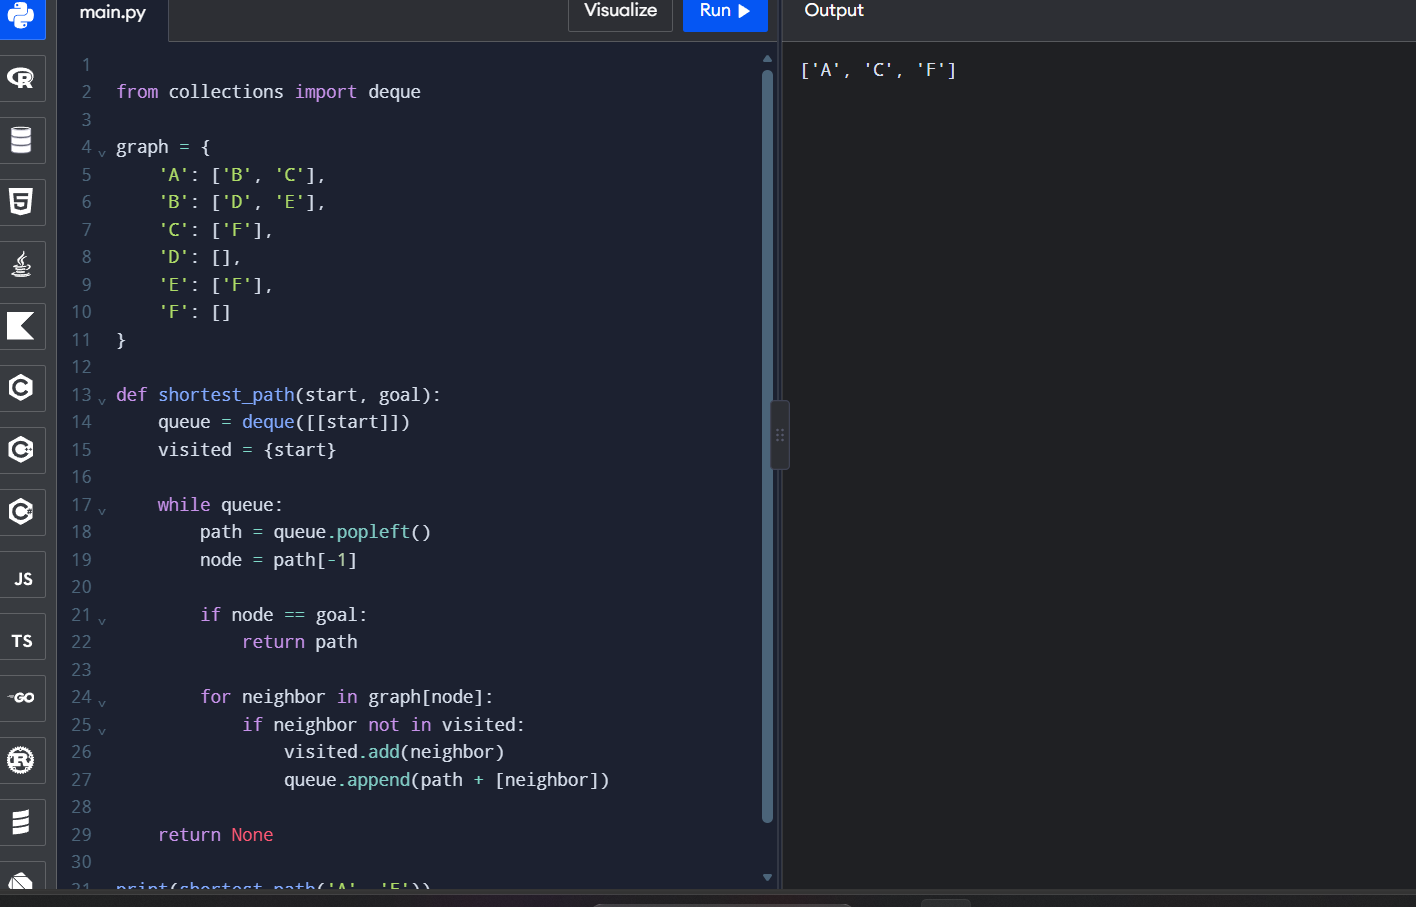 main.py
Visualize
Run
Output
1
2 from collections import deque
3
4 graph = {
5     'A': ['B', 'C'],
6     'B': ['D', 'E'],
7     'C': ['F'],
8     'D': [],
9     'E': ['F'],
10     'F': []
11 }
12
13 def shortest_path(start, goal):
14     queue = deque([[start]])
15     visited = {start}
16
17     while queue:
18         path = queue.popleft()
19         node = path[-1]
20
21         if node == goal:
22             return path
23
24         for neighbor in graph[node]:
25             if neighbor not in visited:
26                 visited.add(neighbor)
27                 queue.append(path + [neighbor])
28
29     return None
30
31 print(shortest_path('A', 'F'))
['A', 'C', 'F']
R
5
C
C
C
JS
TS
GO
R